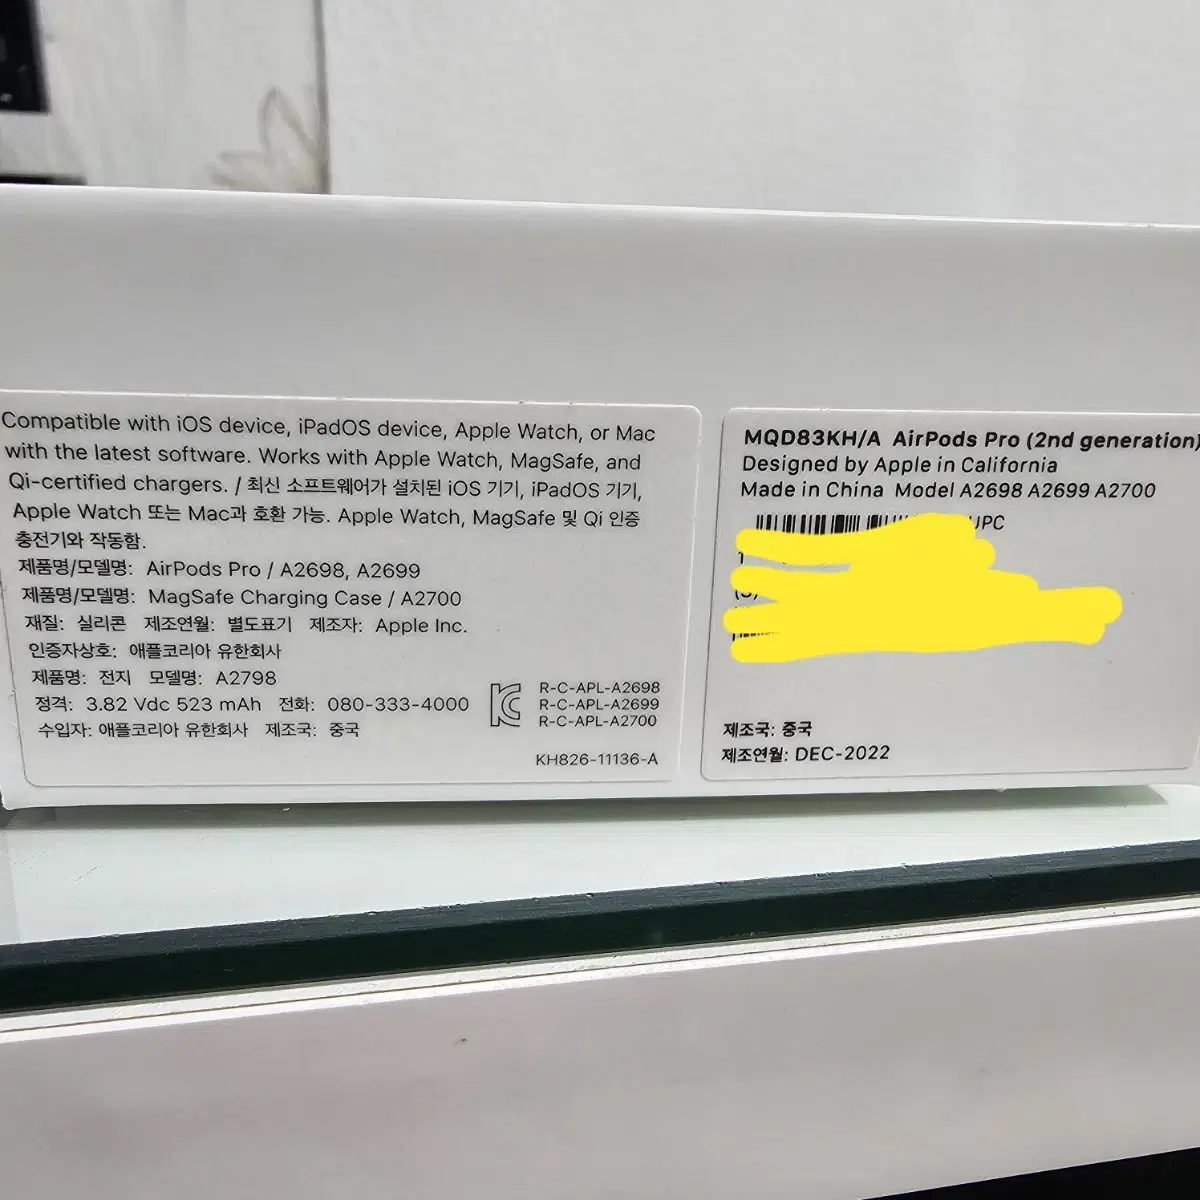 Compatible with iOS device, iPadOS device, Apple Watch, or Mac
with the latest software. Works with Apple Watch, MagSafe, and
Qi-certified chargers. / 최신 소프트웨어가 설치된 iOS 기기, iPadOS 기기,
Apple Watch 또는 Mac과 호환 가능. Apple Watch, MagSafe 및 Qi 인증
충전기와 작동함.
제품명/모델명: AirPods Pro / A2698, A2699
제품명/모델명: MagSafe Charging Case / A2700
재질: 실리콘 제조연월: 별도표기 제조자: Apple Inc.
인증자상호: 애플코리아 유한회사
제품명: 전지 모델명: A2798
정격: 3.82 Vdc 523 mAh 전화: 080-333-4000
수입자: 애플코리아 유한회사 제조국: 중국
R-C-APL-A2698
R-C-APL-A2699
R-C-APL-A2700
KH826-11136-A
MQD83KH/A AirPods Pro (2nd generation)
Designed by Apple in California
Made in China Model A2698 A2699 A2700
UPC
제조국: 중국
제조연월: DEC-2022